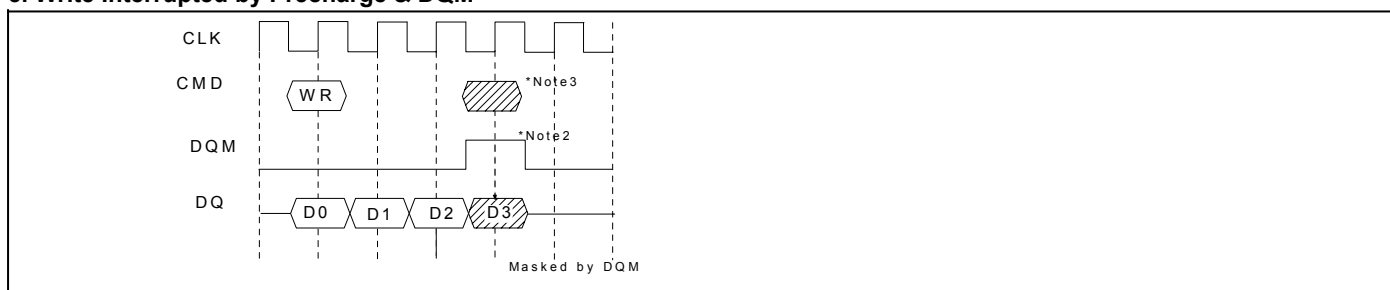 Write Interrupted by Precharge & DQM
CLK
CMD
WR
*Note3
DQM
*Note2
DQ
D0 D1 D2 D3
Masked by DQM